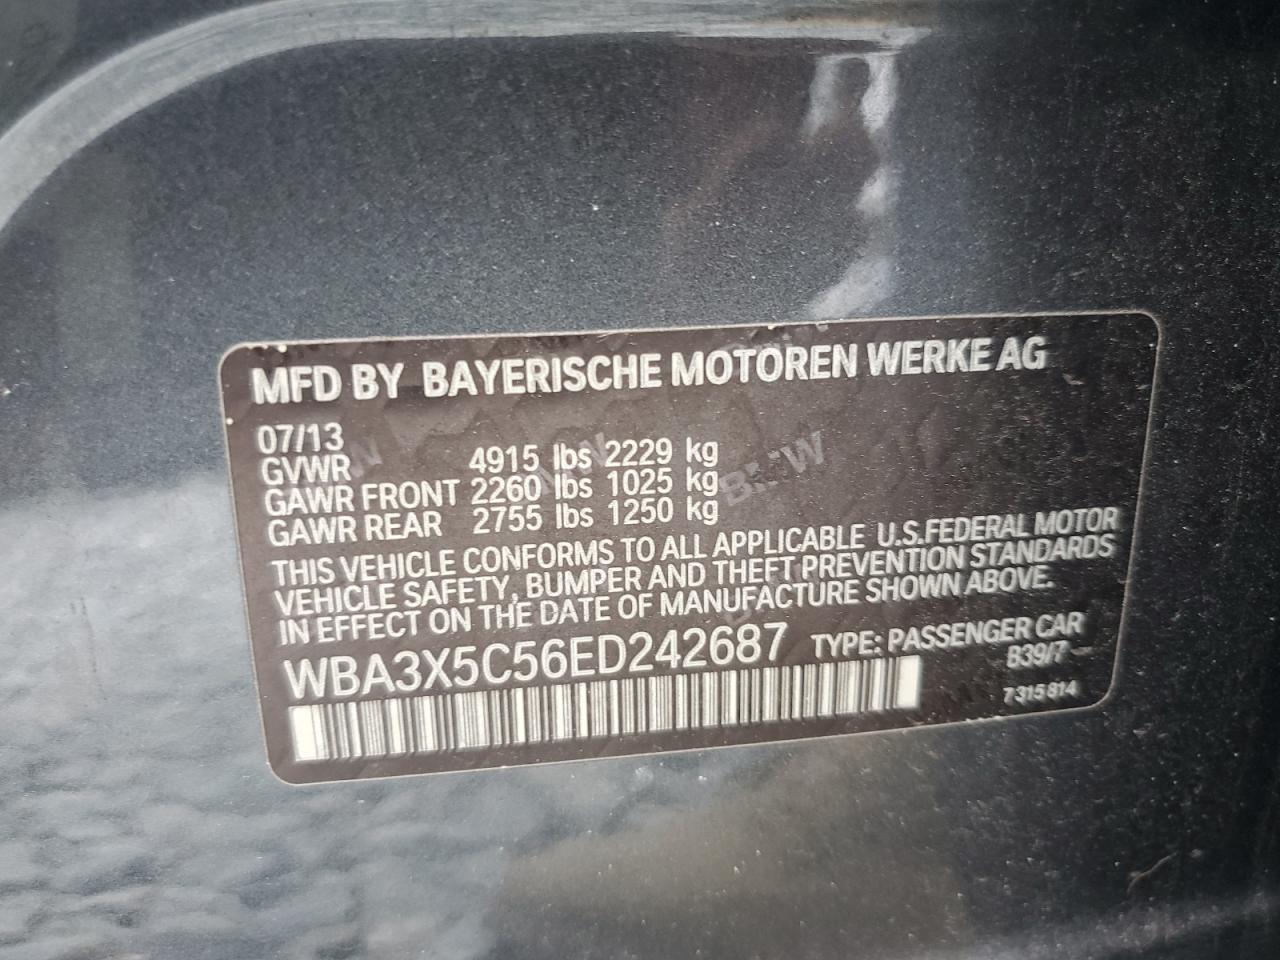 MFD BY BAYERISCHE MOTOREN WERKE AG
07/13
GVWR 4915 lbs 2229 kg
GAWR FRONT 2260 lbs 1025 kg
GAWR REAR 2755 lbs 1250 kg
THIS VEHICLE CONFORMS TO ALL APPLICABLE U.S.FEDERAL MOTOR
VEHICLE SAFETY, BUMPER AND THEFT PREVENTION STANDARDS
IN EFFECT ON THE DATE OF MANUFACTURE SHOWN ABOVE.
WBA3X5C56ED242687 TYPE: PASSENGER CAR
B39/7
7 315 814
BMW